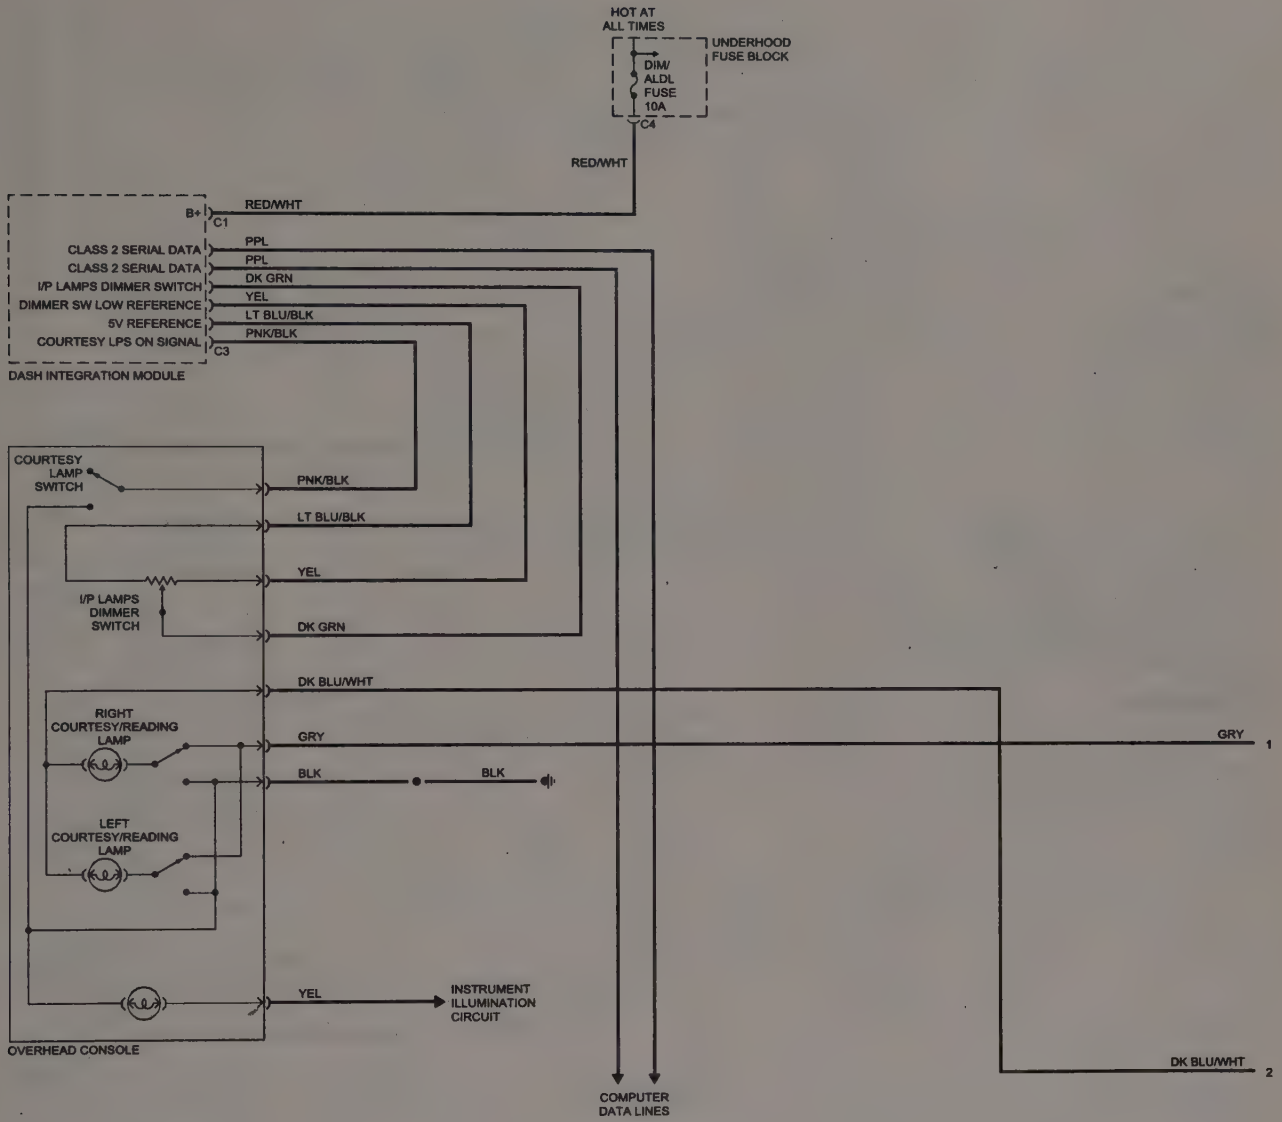 HOT AT
ALL TIMES
UNDERHOOD
FUSE BLOCK
DIM/
ALDL
FUSE
10A
C4
RED/WHT
B+
C1
RED/WHT
CLASS 2 SERIAL DATA
PPL
CLASS 2 SERIAL DATA
PPL
I/P LAMPS DIMMER SWITCH
DK GRN
DIMMER SW LOW REFERENCE
YEL
5V REFERENCE
LT BLU/BLK
COURTESY LPS ON SIGNAL
PNK/BLK
C3
DASH INTEGRATION MODULE
COURTESY
LAMP
SWITCH
PNK/BLK
LT BLU/BLK
YEL
I/P LAMPS
DIMMER
SWITCH
DK GRN
DK BLU/WHT
RIGHT
COURTESY/READING
LAMP
GRY
GRY 1
BLK
BLK
LEFT
COURTESY/READING
LAMP
YEL
INSTRUMENT
ILLUMINATION
CIRCUIT
OVERHEAD CONSOLE
DK BLU/WHT 2
COMPUTER
DATA LINES